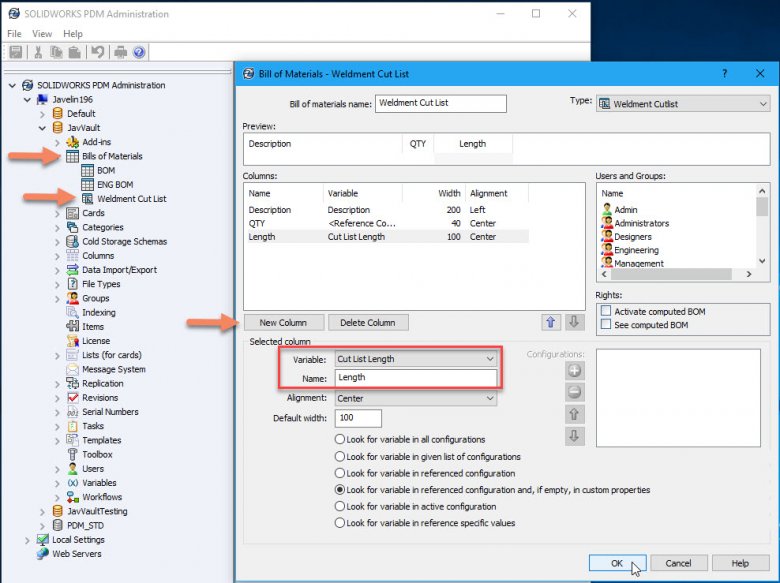 SOLIDWORKS PDM Administration
File View Help
SOLIDWORKS PDM Administration
Javelin196
Default
JavVault
Add-ins
Bills of Materials
BOM
ENG BOM
Weldment Cut List
Cards
Categories
Cold Storage Schemas
Columns
Data Import/Export
File Types
Groups
Indexing
Items
License
Lists (for cards)
Message System
Replication
Revisions
Serial Numbers
Tasks
Templates
Toolbox
Users
Variables
Workflows
JavVaultTesting
PDM_STD
Local Settings
Web Servers
Bill of Materials - Weldment Cut List
Bill of materials name: Weldment Cut List
Type: Weldment Cutlist
Preview:
Description QTY Length
Columns:
Name Variable Width Alignment
Description Description 200 Left
QTY <Reference Co... 40 Center
Length Cut List Length 100 Center
Users and Groups:
Name
Admin
Administrators
Designers
Engineering
Management
New Column Delete Column
Rights:
Activate computed BOM
See computed BOM
Selected column
Variable: Cut List Length
Name: Length
Alignment: Center
Default width: 100
Configurations:
Look for variable in all configurations
Look for variable in given list of configurations
Look for variable in referenced configuration
Look for variable in referenced configuration and, if empty, in custom properties
Look for variable in active configuration
Look for variable in reference specific values
OK Cancel Help